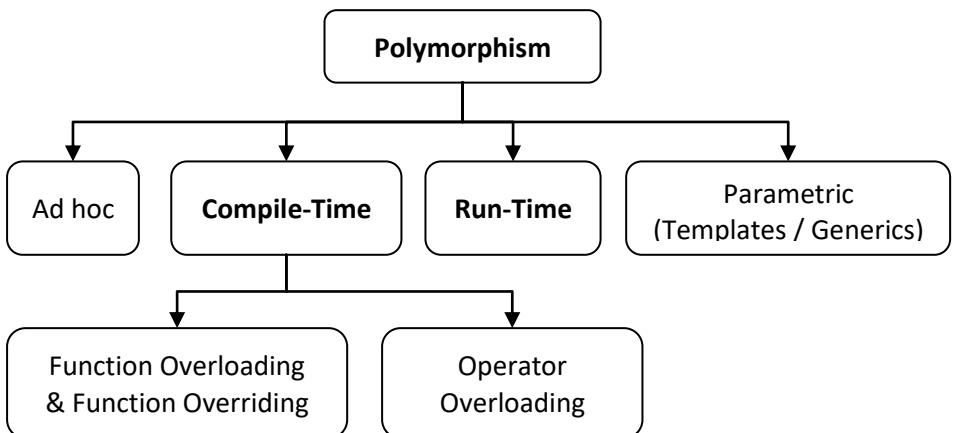 Polymorphism
Ad hoc
Compile-Time
Run-Time
Parametric
(Templates / Generics)
Function Overloading
& Function Overriding
Operator
Overloading